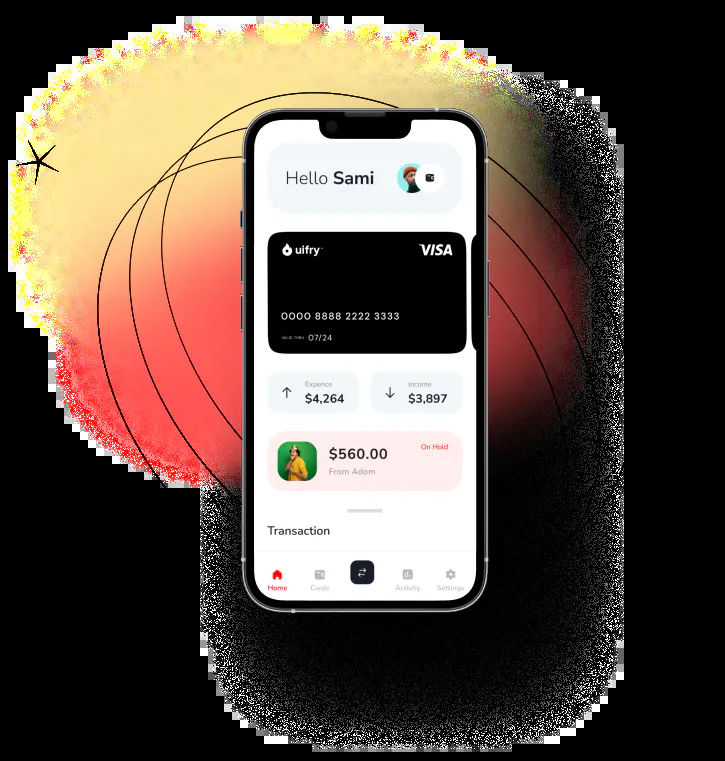 Hello Sami
uifry™
VISA
0000 8888 2222 3333
VALID THRU 07/24
Expence
$4,264
Income
$3,897
$560.00
On Hold
From Adom
Transaction
Home
Cards
Activity
Settings